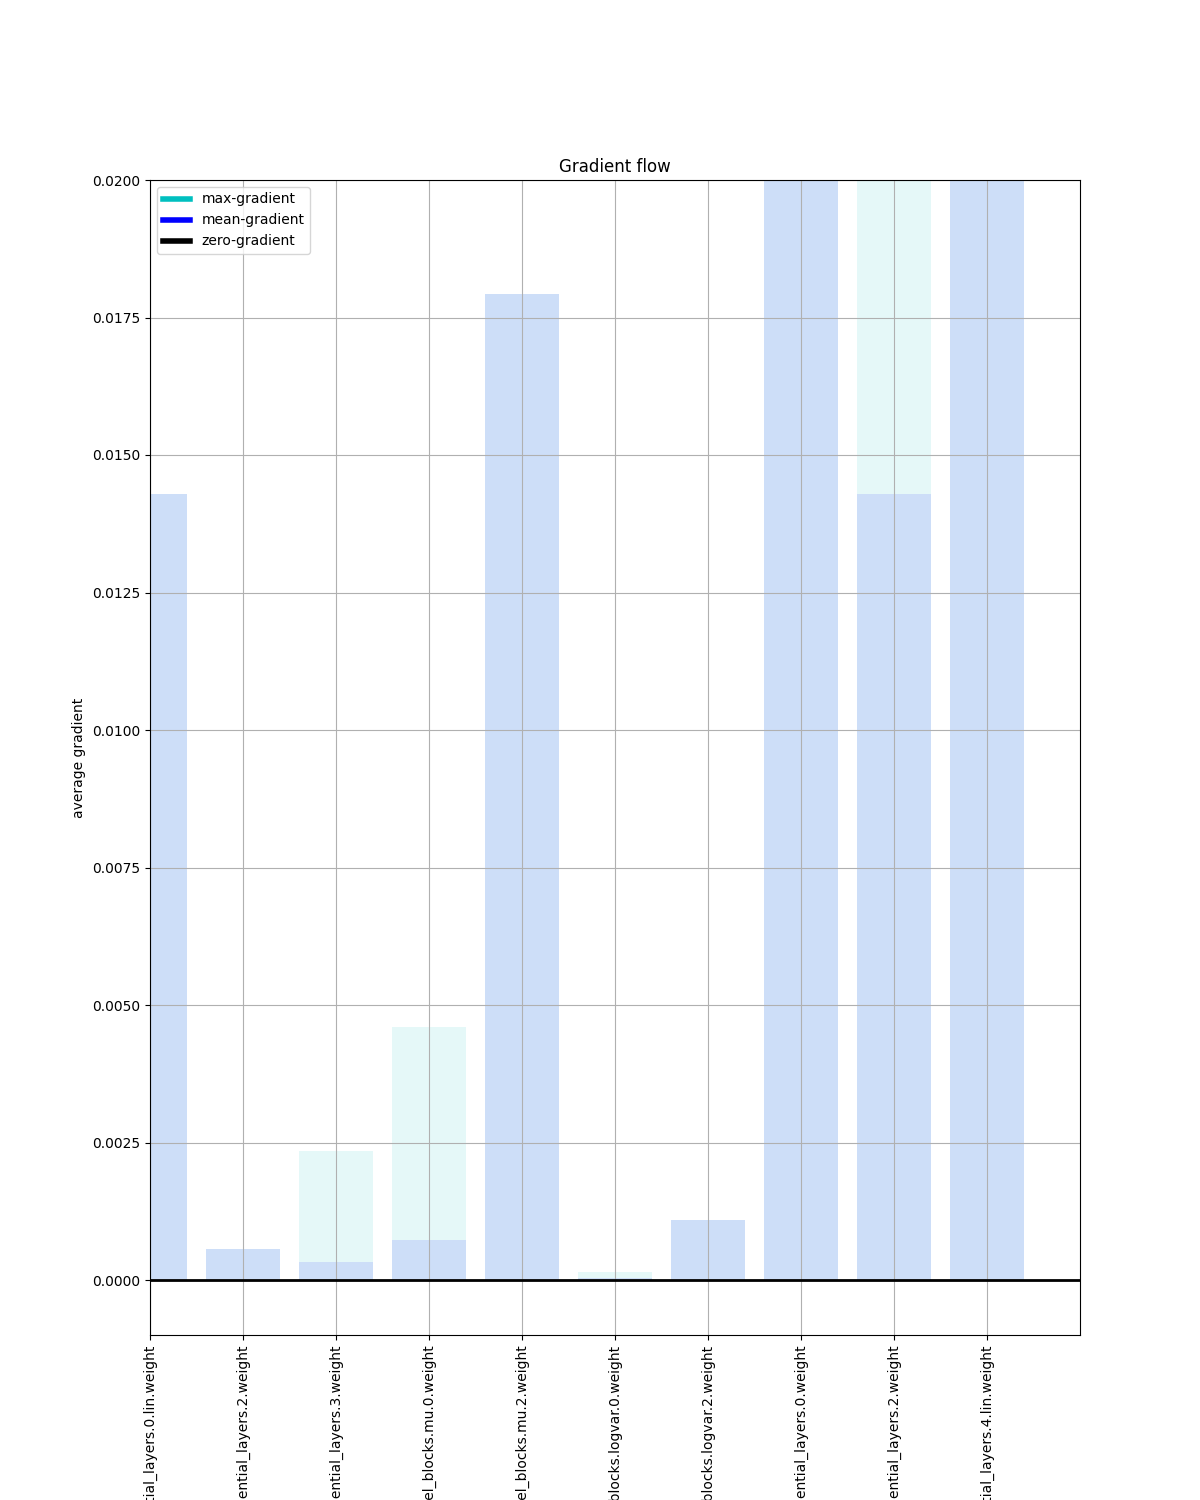 Gradient flow
max-gradient
mean-gradient
zero-gradient
0.0200
0.0175
0.0150
0.0125
0.0100
0.0075
0.0050
0.0025
0.0000
average gradient
tial_layers.0.lin.weight
ential_layers.2.weight
ential_layers.3.weight
el_blocks.mu.0.weight
el_blocks.mu.2.weight
blocks.logvar.0.weight
blocks.logvar.2.weight
ential_layers.0.weight
ential_layers.2.weight
tial_layers.4.lin.weight